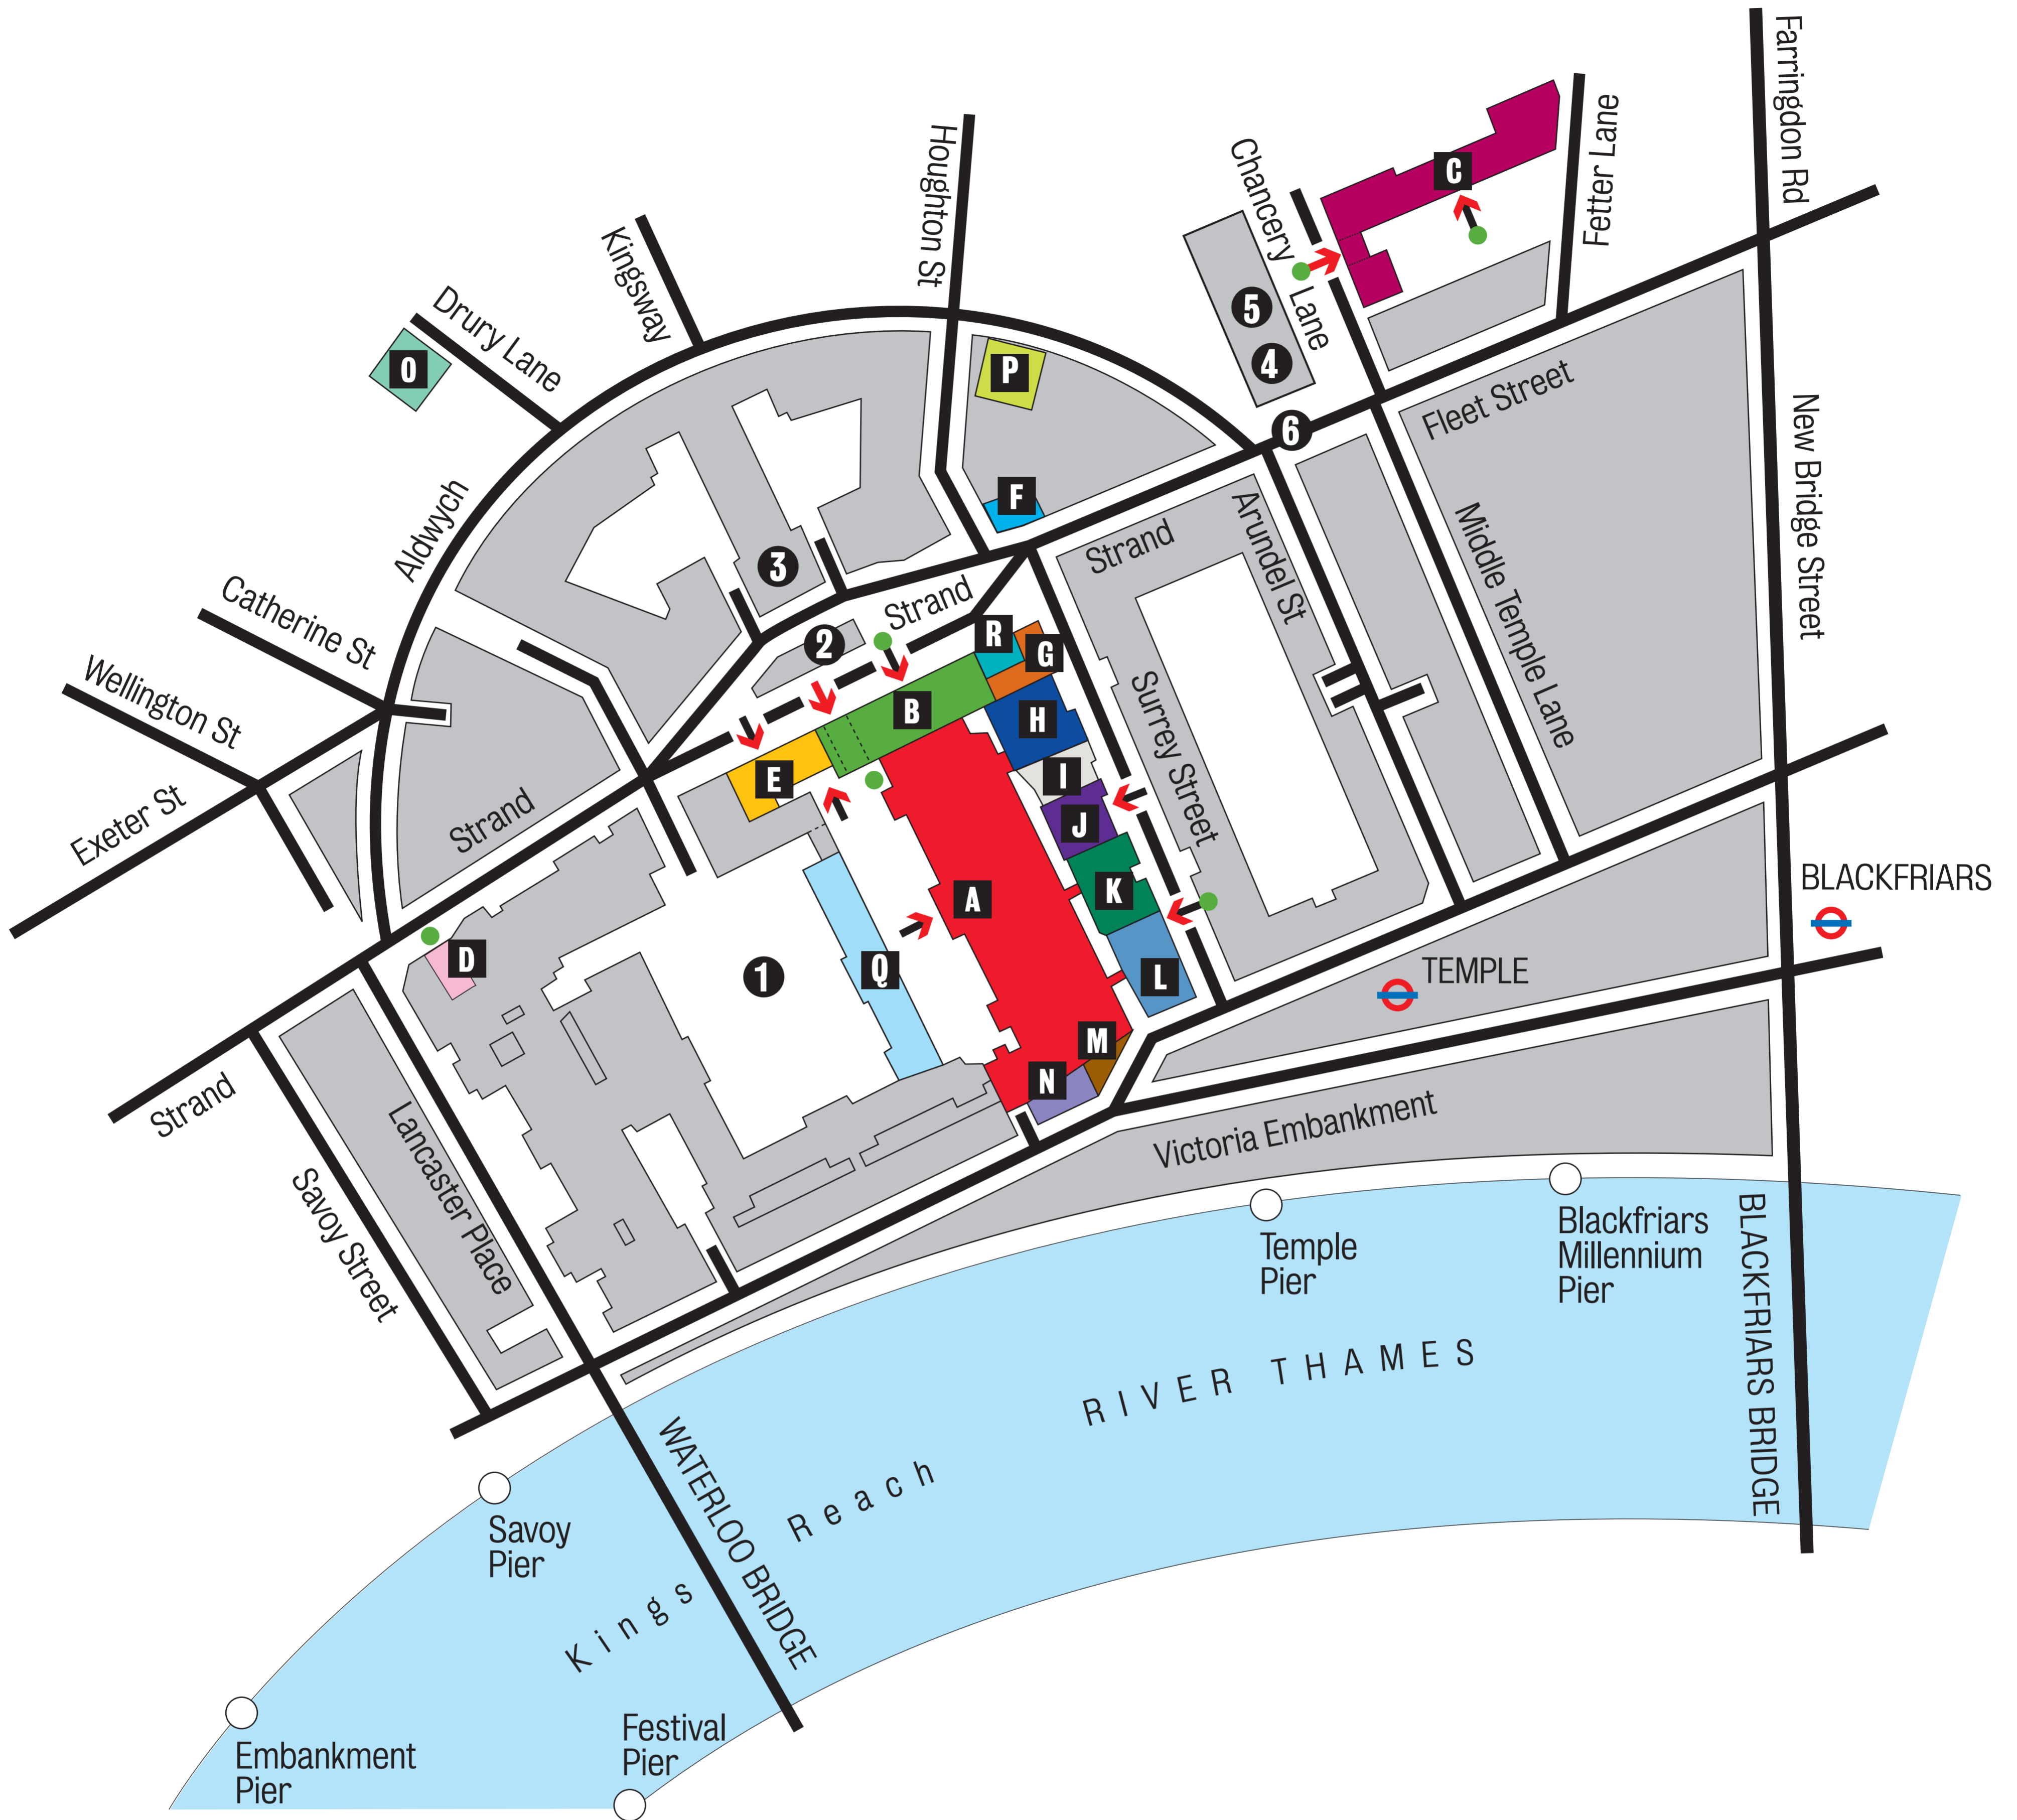 Farringdon Rd
Fetter Lane
C
Chancery
Lane
Houghton St
Kingsway
Drury Lane
O
P
5
4
6
Fleet Street
New Bridge Street
F
Aldwych
3
Strand
Arundel St
Middle Temple Lane
Catherine St
Strand
2
R
G
Wellington St
B
H
Surrey Street
E
I
Exeter St
Strand
J
K
A
BLACKFRIARS
D
1
Q
L
TEMPLE
M
N
Strand
Lancaster Place
Savoy Street
Victoria Embankment
Temple
Pier
Blackfriars
Millennium
Pier
BLACKFRIARS BRIDGE
RIVER THAMES
WATERLOO BRIDGE
Kings Reach
Savoy
Pier
Festival
Pier
Embankment
Pier